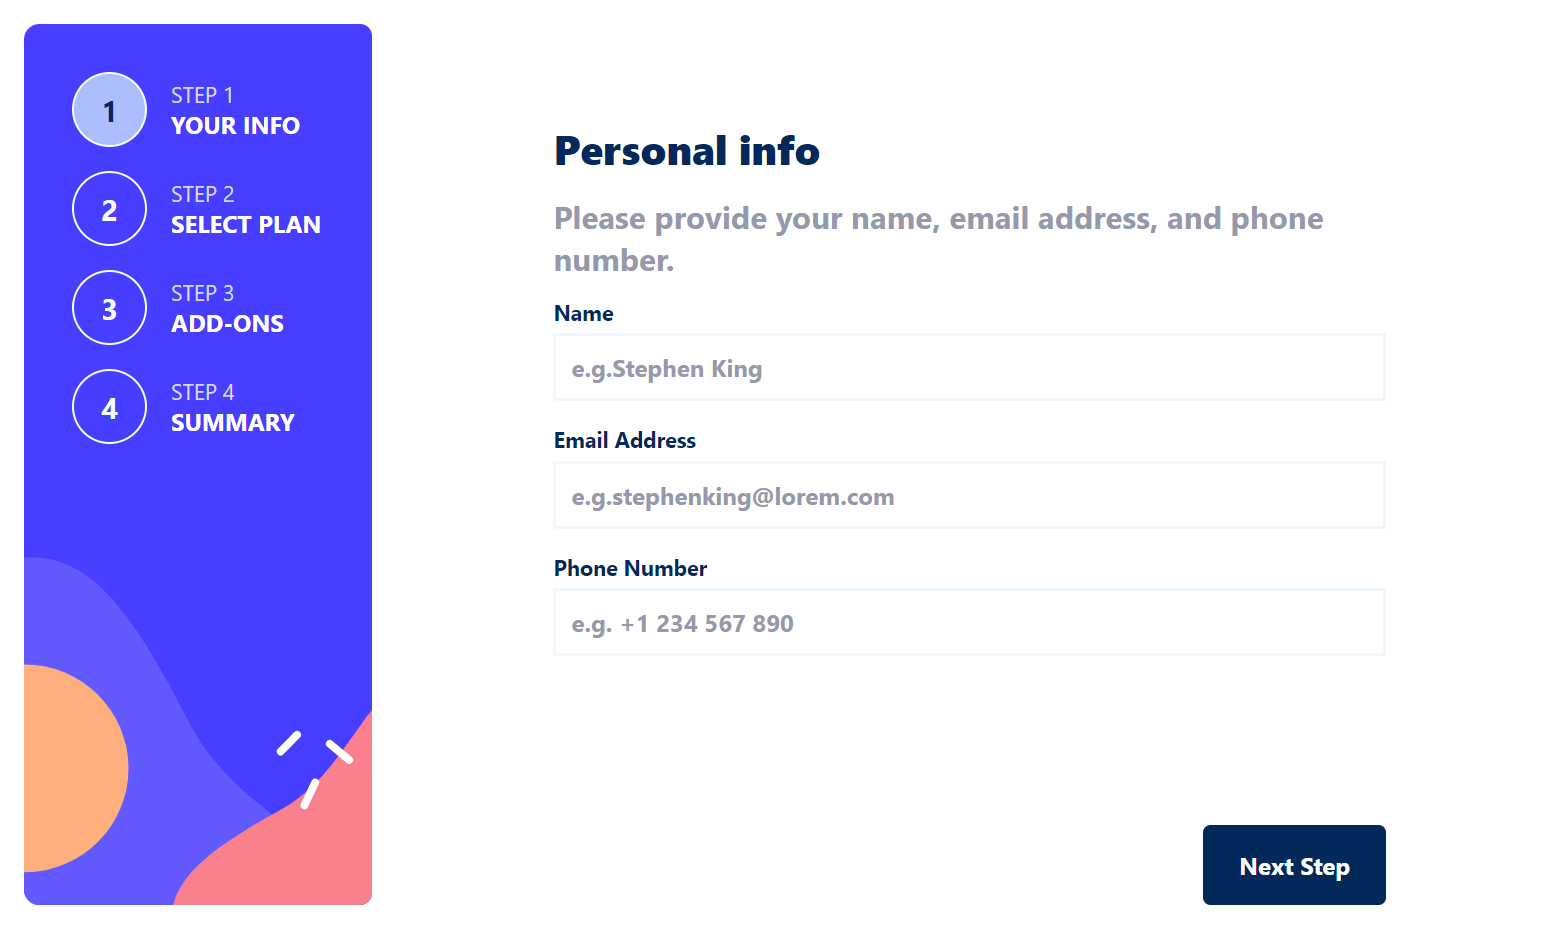 1
STEP 1
YOUR INFO
2
STEP 2
SELECT PLAN
3
STEP 3
ADD-ONS
4
STEP 4
SUMMARY
Personal info
Please provide your name, email address, and phone
number.
Name
e.g.Stephen King
Email Address
e.g.stephenking@lorem.com
Phone Number
e.g. +1 234 567 890
Next Step